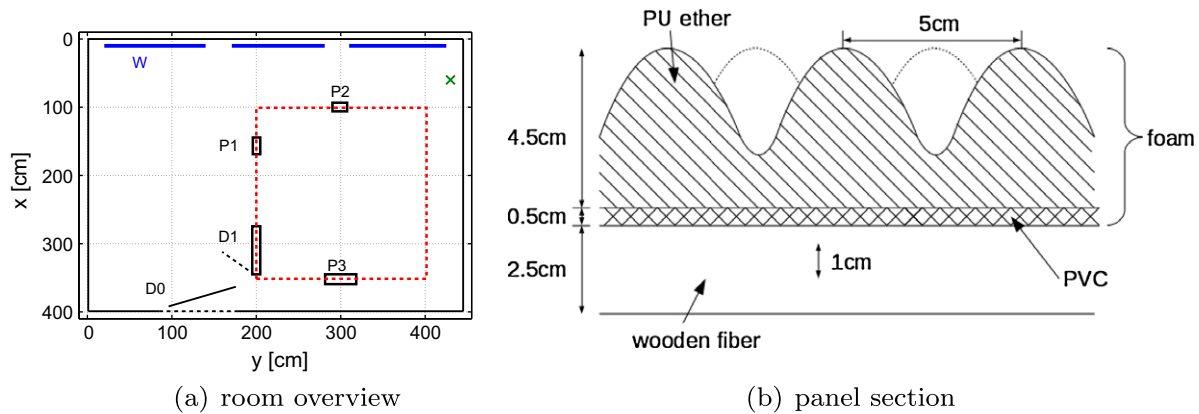 0
100
200
300
400
x [cm]
W
P2
P1
D1
P3
D0
0
100
200
300
400
y [cm]
(a) room overview
PU ether
5cm
4.5cm
foam
0.5cm
2.5cm
1cm
PVC
wooden fiber
(b) panel section